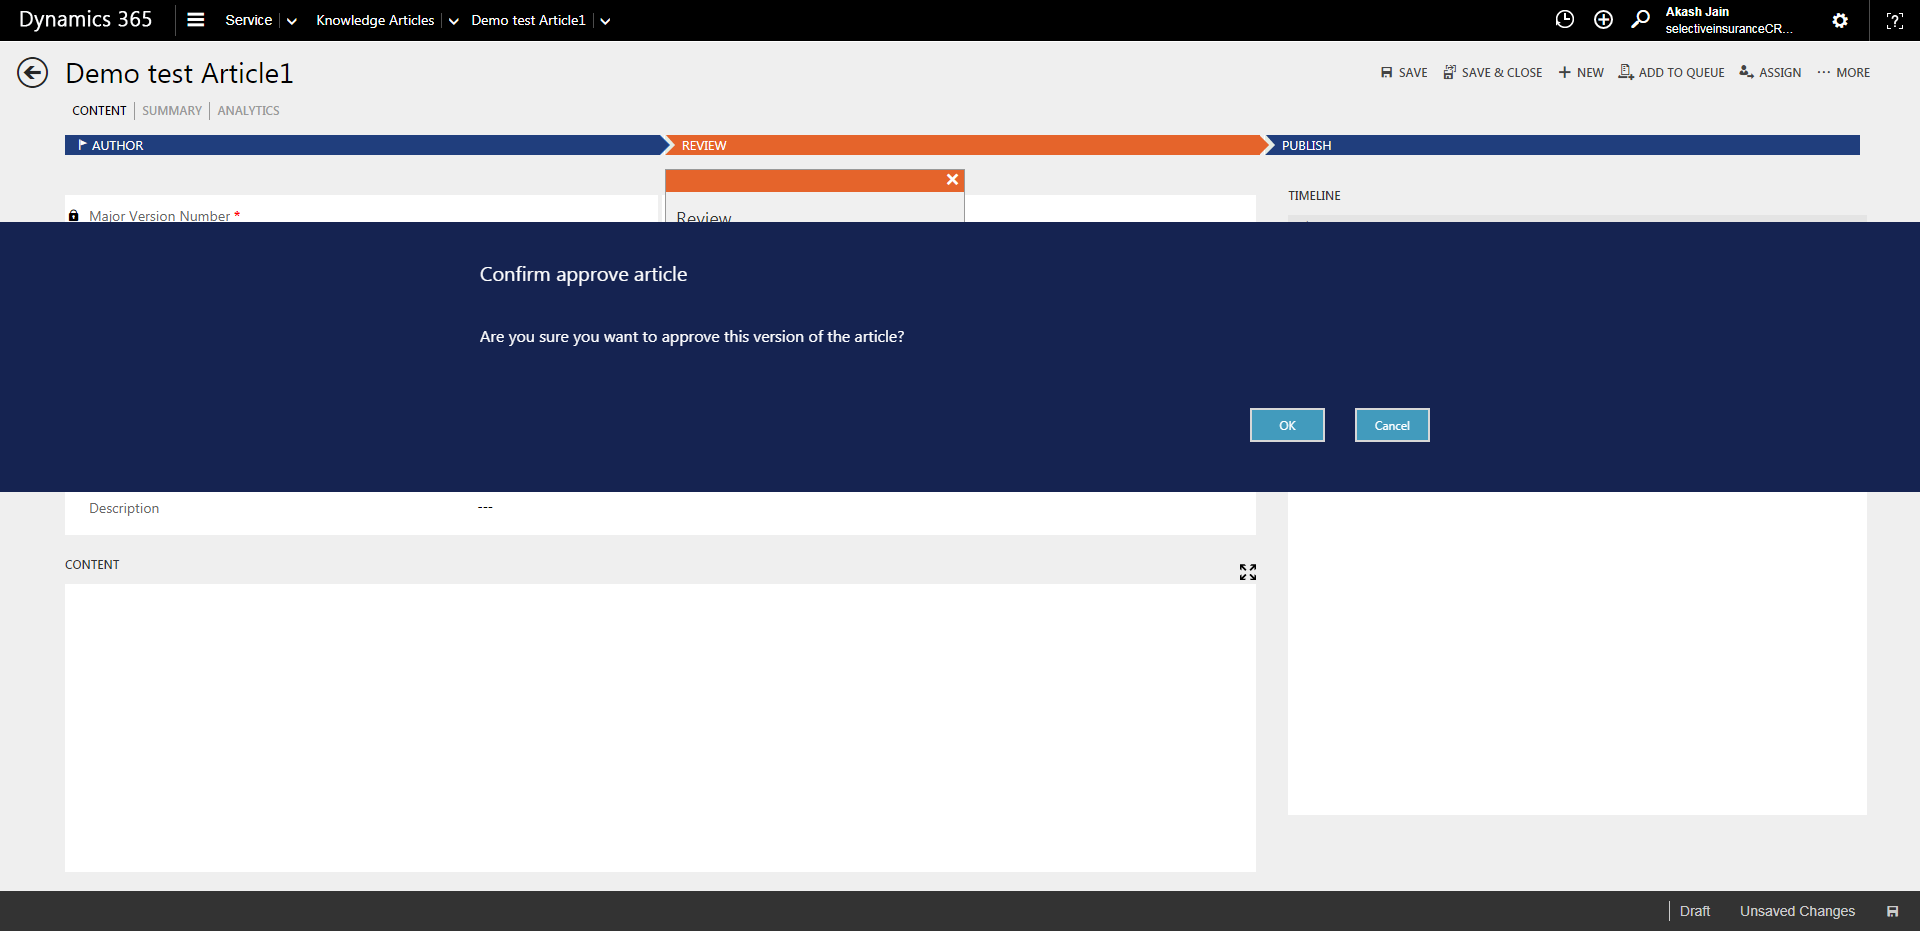 Dynamics 365 Service Knowledge Articles Demo test Article1 Akash Jain
selectiveinsuranceCR...
Demo test Article1 SAVE SAVE & CLOSE NEW ADD TO QUEUE ASSIGN ··· MORE
CONTENT SUMMARY ANALYTICS
AUTHOR REVIEW PUBLISH
TIMELINE
Major Version Number *
Review
Confirm approve article
Are you sure you want to approve this version of the article?
OK Cancel
Description ---
CONTENT
Draft Unsaved Changes